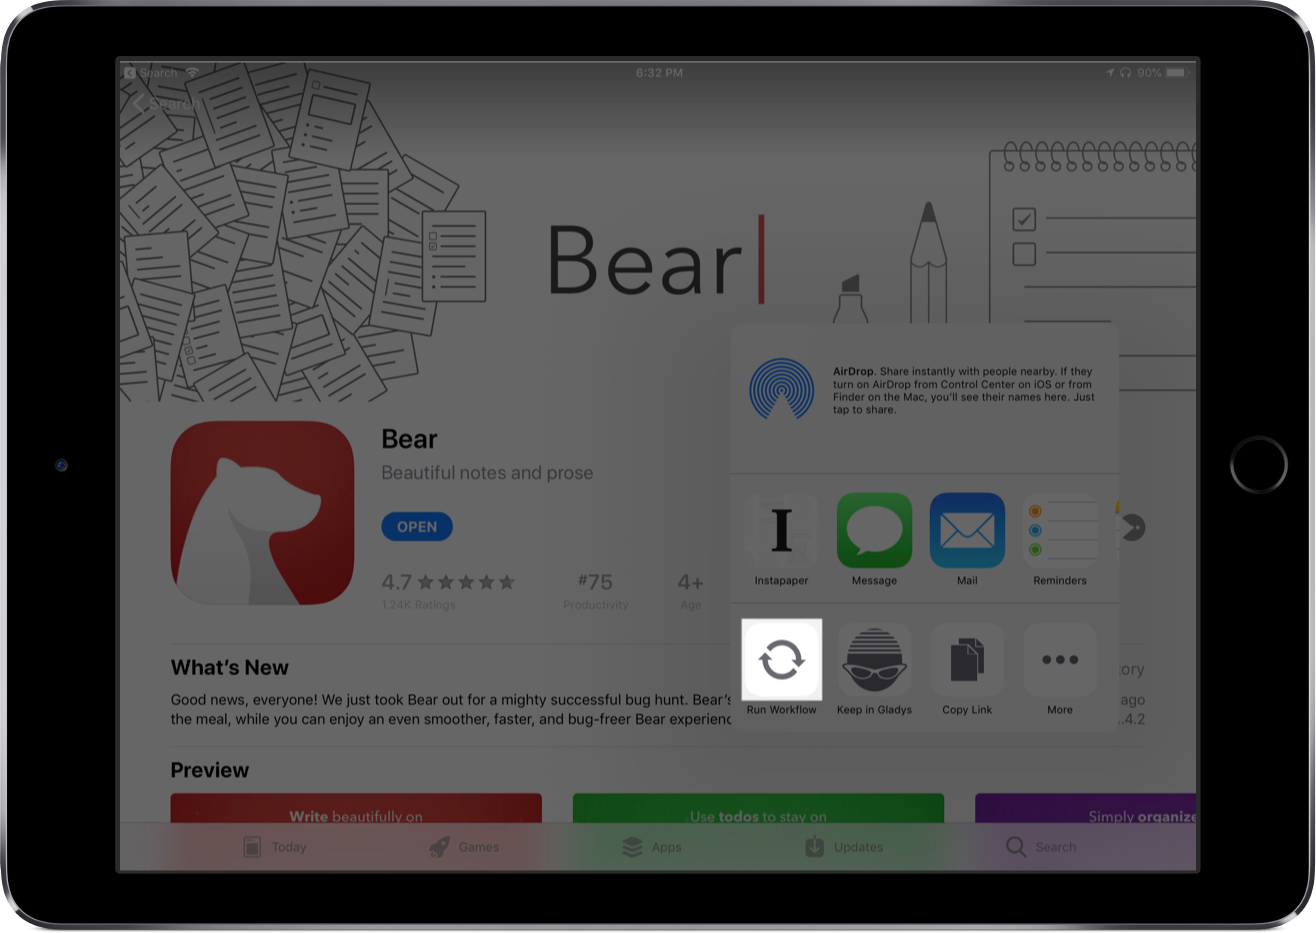 Search
6:32 PM
90%
Search
Bear
AirDrop. Share instantly with people nearby. If they
turn on AirDrop from Control Center on iOS or from
Finder on the Mac, you'll see their names here. Just
tap to share.
Bear
Beautiful notes and prose
OPEN
4.7
1.24K Ratings
#75
Productivity
4+
Age
I
Instapaper
Message
Mail
Reminders
Run Workflow
Keep in Gladys
Copy Link
More
What's New
tory
Good news, everyone! We just took Bear out for a mighty successful bug hunt. Bear's
ago
the meal, while you can enjoy an even smoother, faster, and bug-freer Bear experienc
.4.2
Preview
Write beautifully on
Use todos to stay on
Simply organize
Today
Games
Apps
Updates
Search